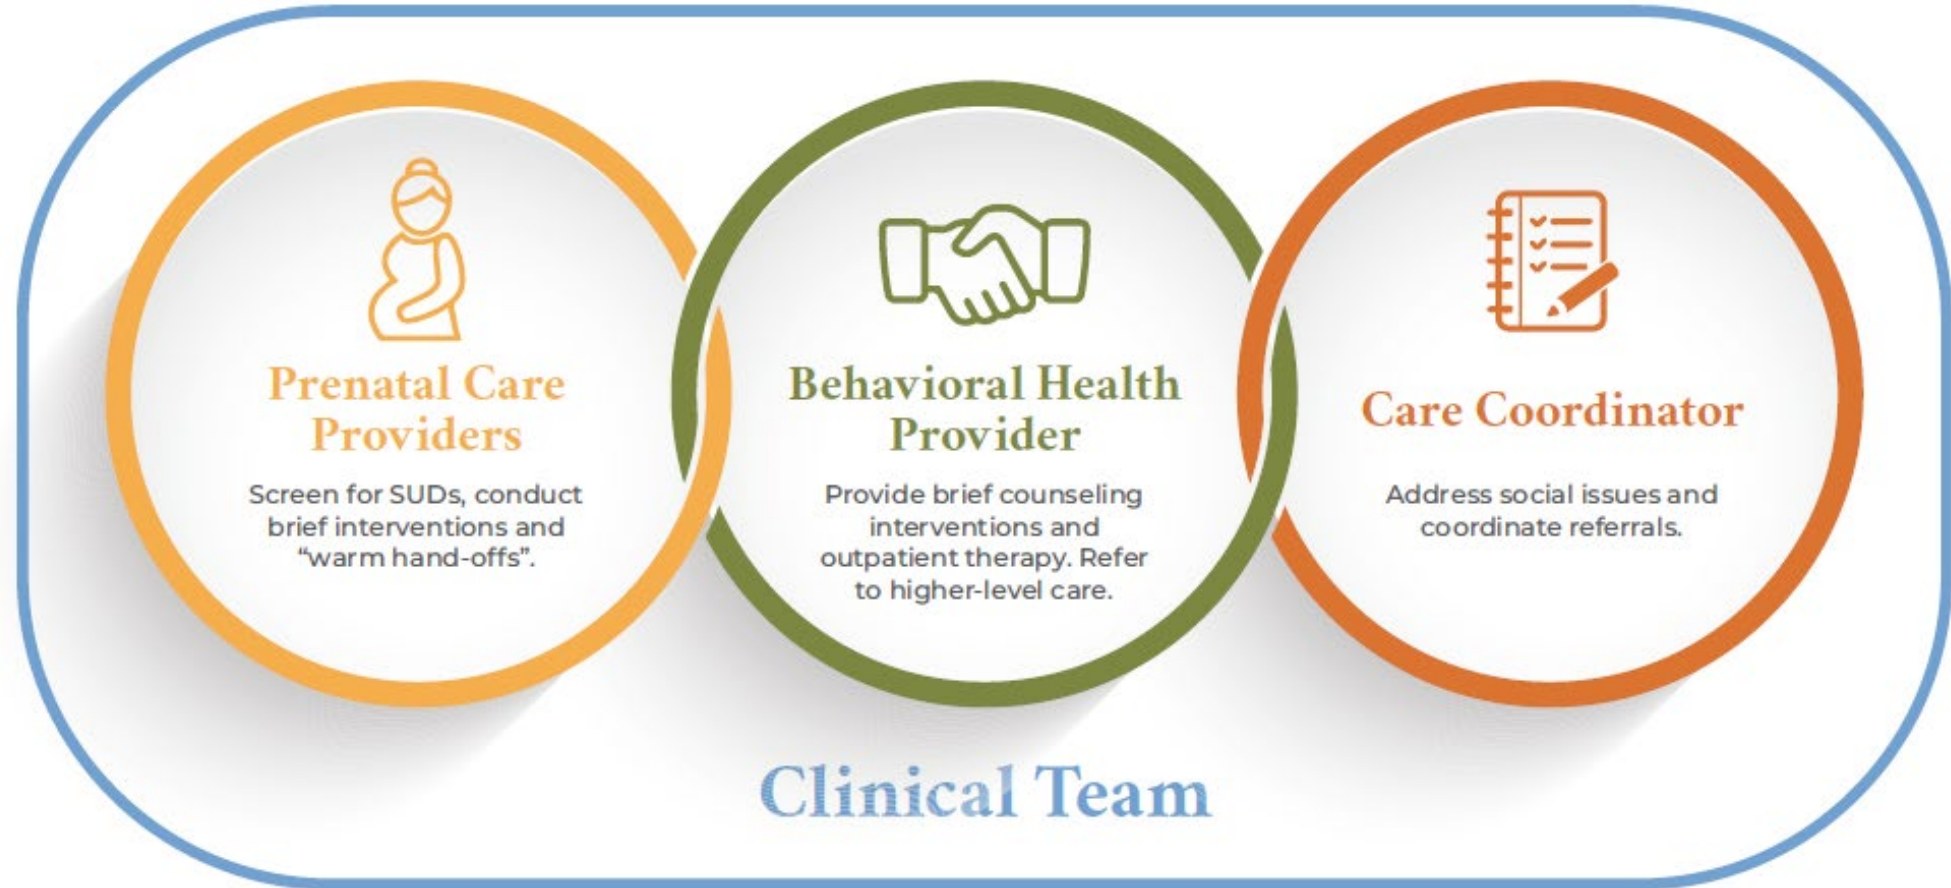 Prenatal Care
Providers
Screen for SUDs, conduct
brief interventions and
“warm hand-offs”.
Behavioral Health
Provider
Provide brief counseling
interventions and
outpatient therapy. Refer
to higher-level care.
Care Coordinator
Address social issues and
coordinate referrals.
Clinical Team